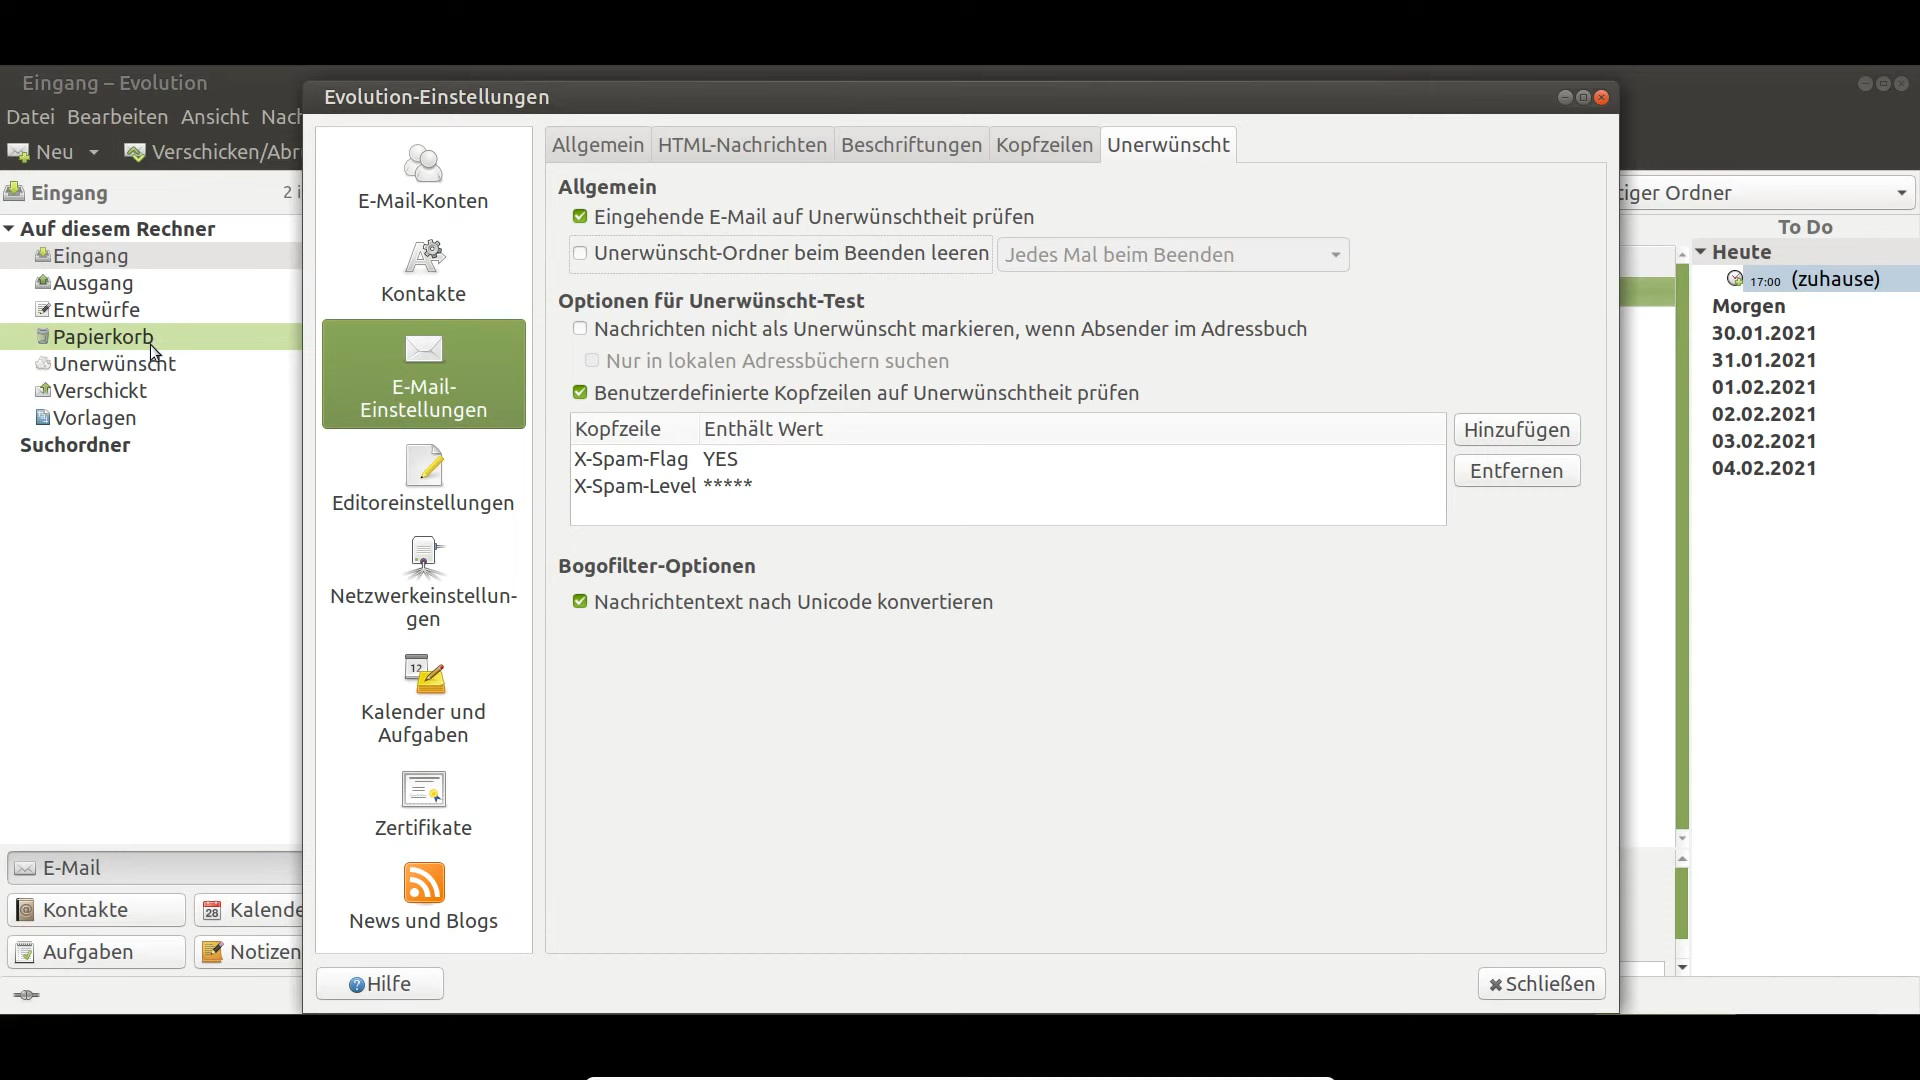 Eingang – Evolution
Datei Bearbeiten Ansicht
Neu Verschicken/
Eingang 2
Auf diesem Rechner
Eingang
Ausgang
Entwürfe
Papierkorb
Unerwünscht
Verschickt
Vorlagen
Suchordner
E-Mail
Kontakte
Aufgaben Notizen
Evolution-Einstellungen
E-Mail-Konten
Kontakte
E-Mail-
Einstellungen
Editoreinstellungen
Netzwerkeinstellun-
gen
12
Kalender und
Aufgaben
Zertifikate
News und Blogs
Allgemein HTML-Nachrichten Beschriftungen Kopfzeilen Unerwünscht
Allgemein
Eingehende E-Mail auf Unerwünschtheit prüfen
Unerwünscht-Ordner beim Beenden leeren Jedes Mal beim Beenden
Optionen für Unerwünscht-Test
Nachrichten nicht als Unerwünscht markieren, wenn Absender im Adressbuch
Nur in lokalen Adressbüchern suchen
Benutzerdefinierte Kopfzeilen auf Unerwünschtheit prüfen
Kopfzeile Enthält Wert
X-Spam-Flag YES
X-Spam-Level *****
Hinzufügen
Entfernen
Bogofilter-Optionen
Nachrichtentext nach Unicode konvertieren
Hilfe
Schließen
Ordner
To Do
Heute
17:00 (zuhause)
Morgen
30.01.2021
31.01.2021
01.02.2021
02.02.2021
03.02.2021
04.02.2021